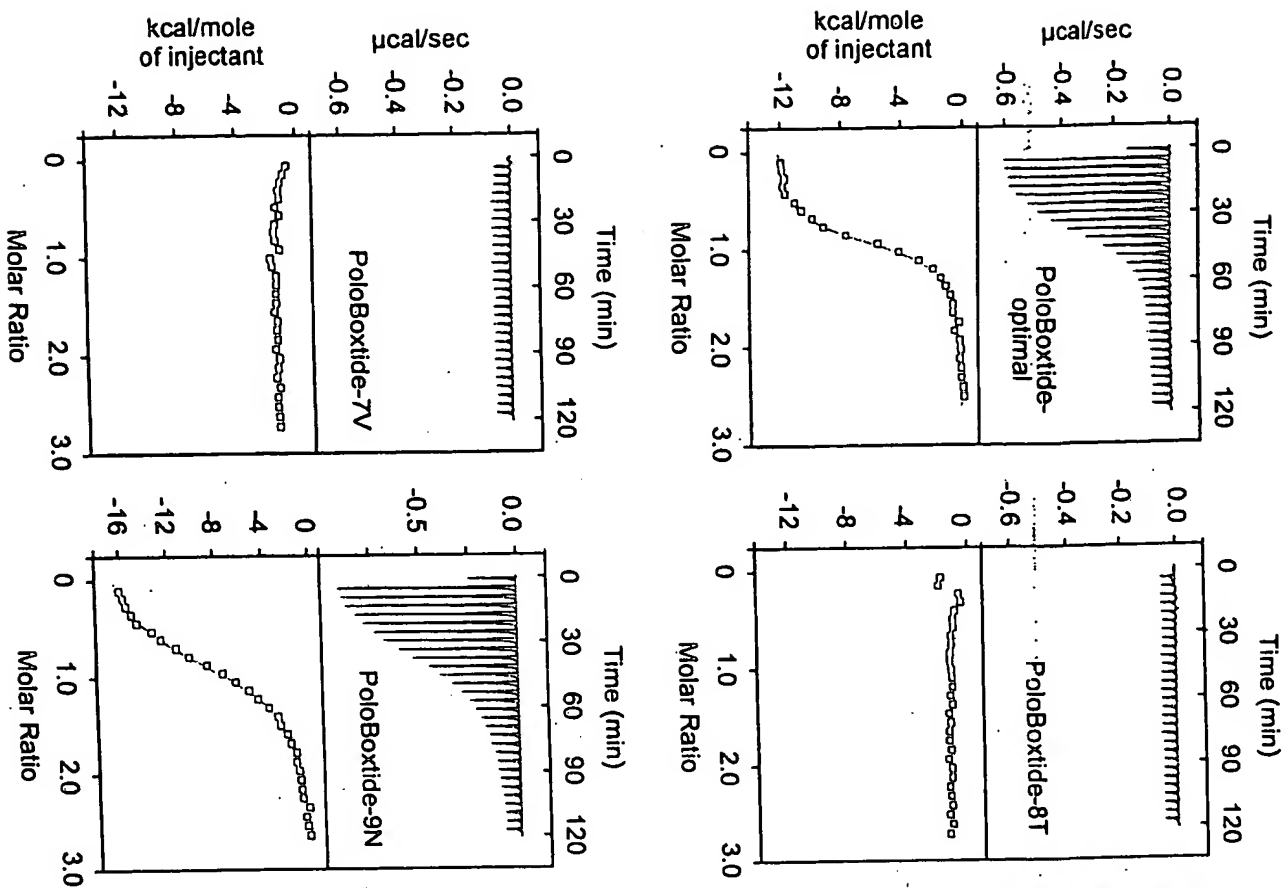 Time (min)
0 30 60 90 120
0.0
-0.2
-0.4
-0.6
µcal/sec
PoloBoxtide-
optimal
0
-4
-8
-12
kcal/mole
of injectant
0 1.0 2.0 3.0
Molar Ratio
Time (min)
0 30 60 90 120
0.0
-0.2
-0.4
-0.6
PoloBoxtide-8T
0
-4
-8
-12
0 1.0 2.0 3.0
Molar Ratio
Time (min)
0 30 60 90 120
0.0
-0.2
-0.4
-0.6
µcal/sec
PoloBoxtide-7V
0
-4
-8
-12
kcal/mole
of injectant
0 1.0 2.0 3.0
Molar Ratio
Time (min)
0 30 60 90 120
0.0
-0.5
PoloBoxtide-9N
0
-4
-8
-12
-16
0 1.0 2.0 3.0
Molar Ratio